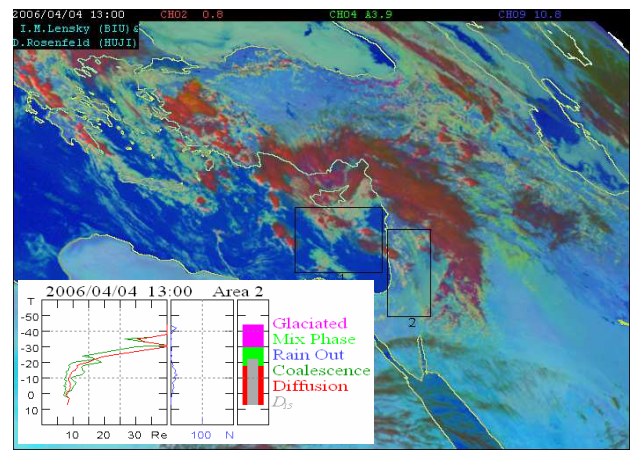 2006/04/04 13:00 CH02 0.8 CH04 A3.9 CH09 10.8
I.M.Lensky (BIU)&
D.Rosenfeld (HUJI)
1
2
2006/04/04 13:00 Area 2
T
-50
-40
-30
-20
-10
0
10
10 20 30 Re
100 N
Glaciated
Mix Phase
Rain Out
Coalescence
Diffusion
D15